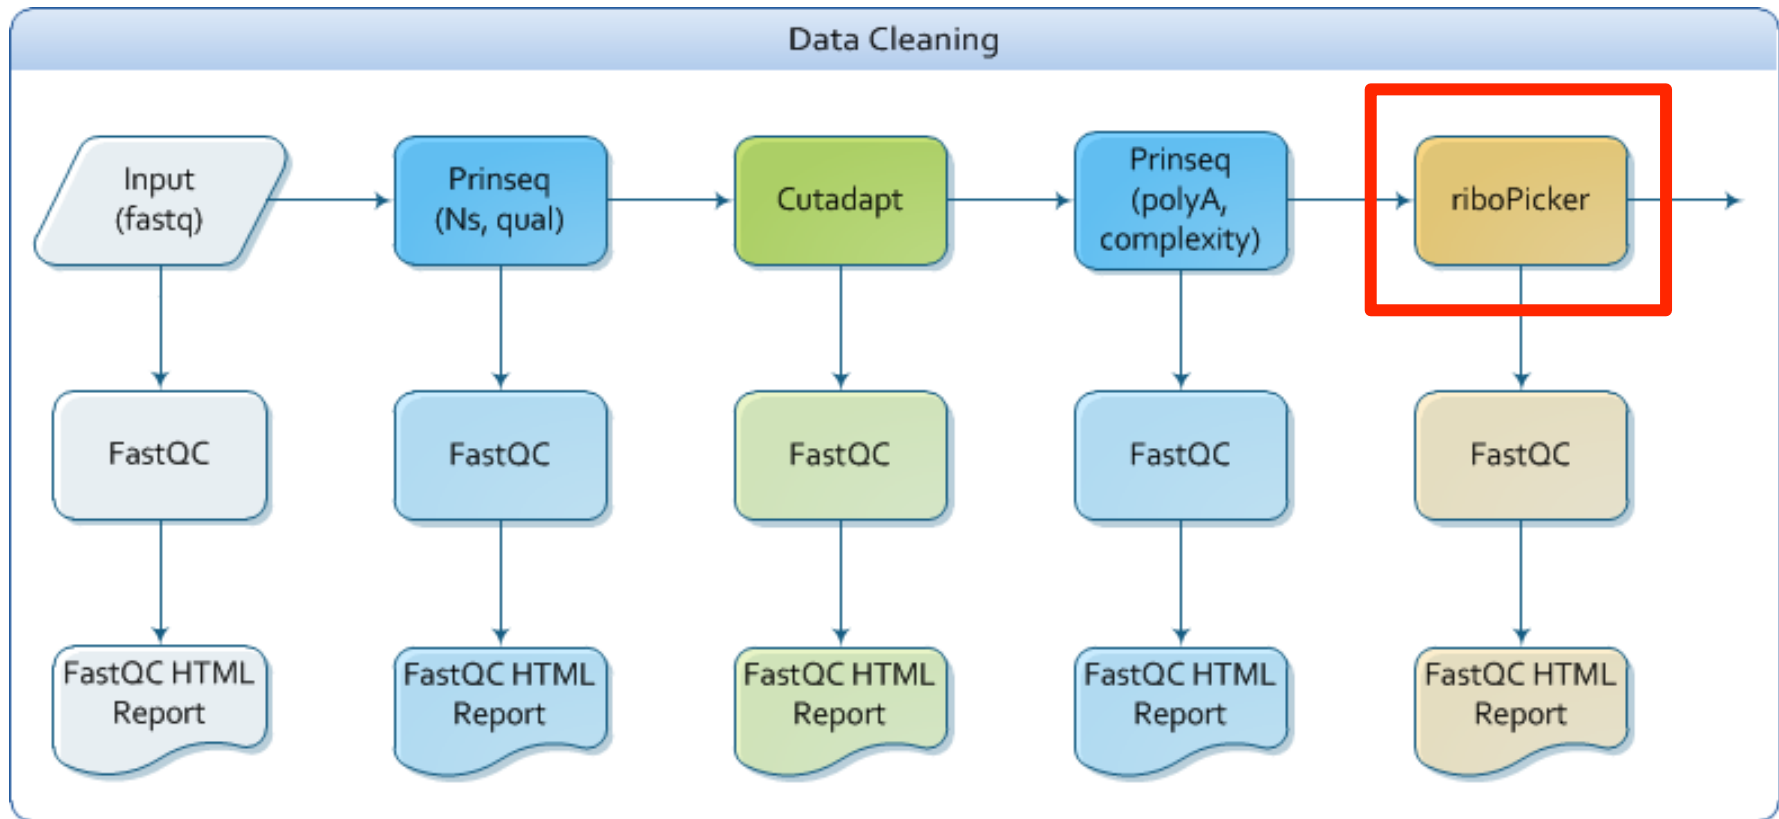 Data Cleaning
Input
(fastq)
Prinseq
(Ns, qual)
Cutadapt
Prinseq
(polyA,
complexity)
riboPicker
FastQC
FastQC
FastQC
FastQC
FastQC
FastQC HTML
Report
FastQC HTML
Report
FastQC HTML
Report
FastQC HTML
Report
FastQC HTML
Report